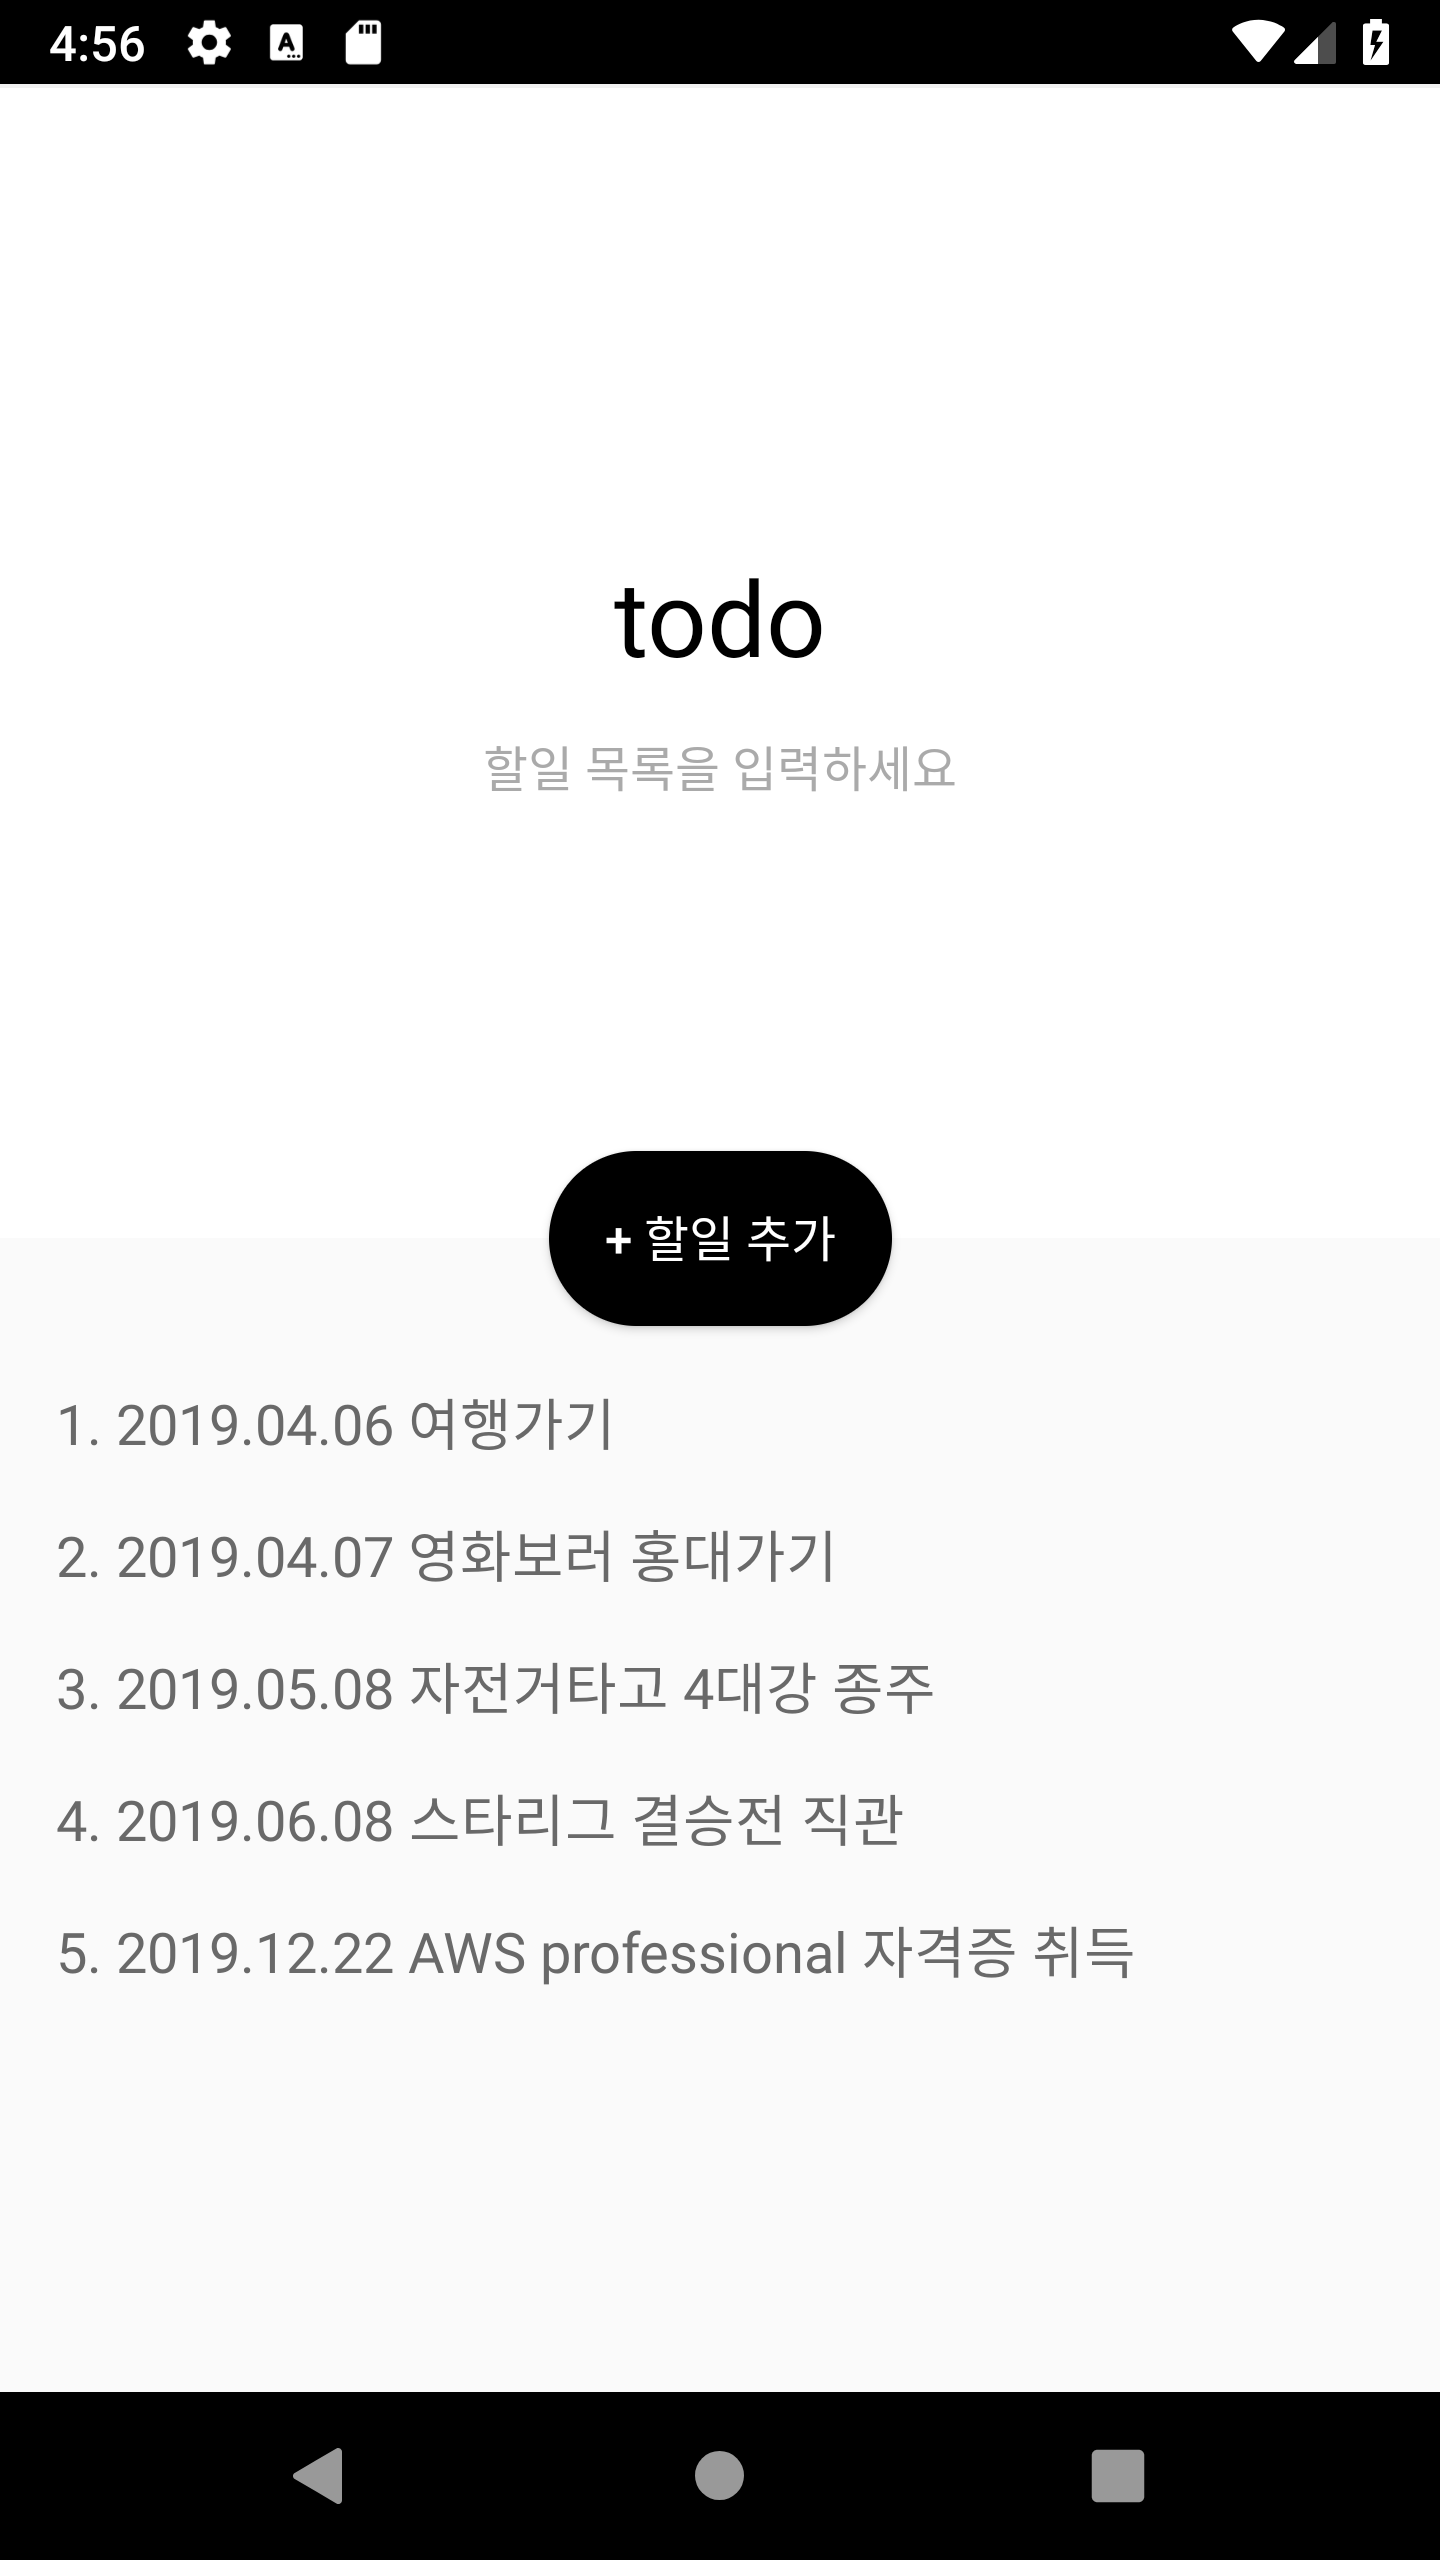 4:56
todo
할일 목록을 입력하세요
+ 할일 추가
1. 2019.04.06 여행가기
2. 2019.04.07 영화보러 홍대가기
3. 2019.05.08 자전거타고 4대강 종주
4. 2019.06.08 스타리그 결승전 직관
5. 2019.12.22 AWS professional 자격증 취득